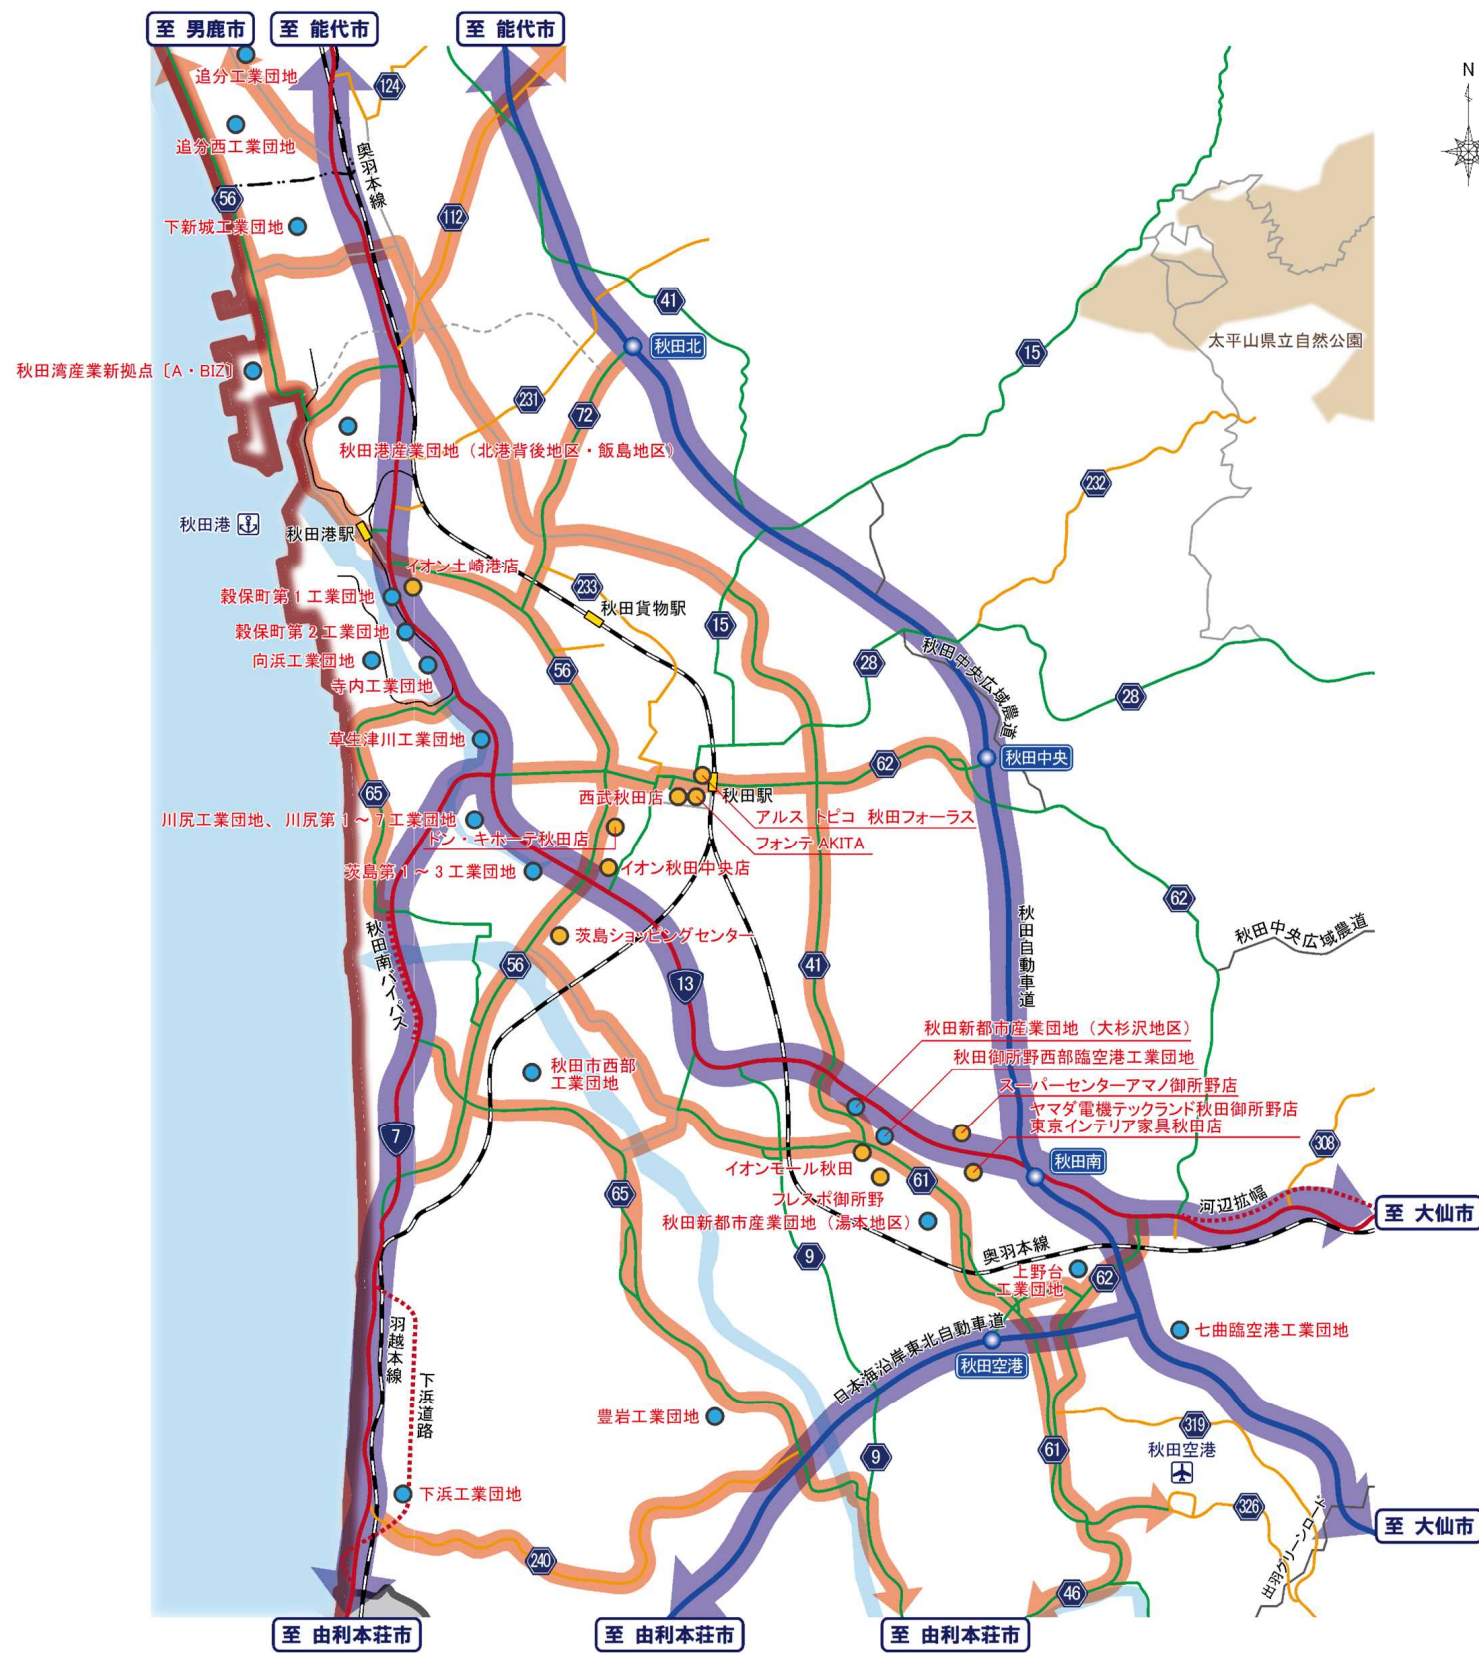 至 男鹿市
至 能代市
至 能代市
N
追分工業団地
124
追分西工業団地
奥羽本線
56
112
下新城工業団地
41
秋田北
15
太平山県立自然公園
秋田湾産業新拠点〔A・BIZ〕
231
72
秋田港産業団地（北港背後地区・飯島地区）
232
秋田港
秋田港駅
イオン土崎港店
233
穀保町第1工業団地
秋田貨物駅
15
穀保町第2工業団地
向浜工業団地
56
28
秋田中央広域農道
寺内工業団地
28
草生津川工業団地
62
秋田中央
65
西武秋田店
秋田駅
アルス トピコ 秋田フォーラス
川尻工業団地、川尻第1～7工業団地
ドン・キホーテ秋田店
フォンテAKITA
茨島第1～3工業団地
イオン秋田中央店
62
秋田自動車道
秋田中央広域農道
秋田南バイパス
茨島ショッピングセンター
56
13
41
秋田新都市産業団地（大杉沢地区）
秋田御所野西部臨空港工業団地
秋田市西部
工業団地
スーパーセンターアマノ御所野店
ヤマダ電機テックランド秋田御所野店
東京インテリア家具秋田店
7
308
イオンモール秋田
秋田南
61
65
フレスポ御所野
河辺拡幅
至 大仙市
秋田新都市産業団地（湯本地区）
9
奥羽本線
上野台
工業団地
62
羽越本線
日本海沿岸東北自動車道
秋田空港
七曲臨空港工業団地
下浜道路
豊岩工業団地
319
61
秋田空港
9
下浜工業団地
326
至 大仙市
出羽グリーンロード
240
46
至 由利本荘市
至 由利本荘市
至 由利本荘市